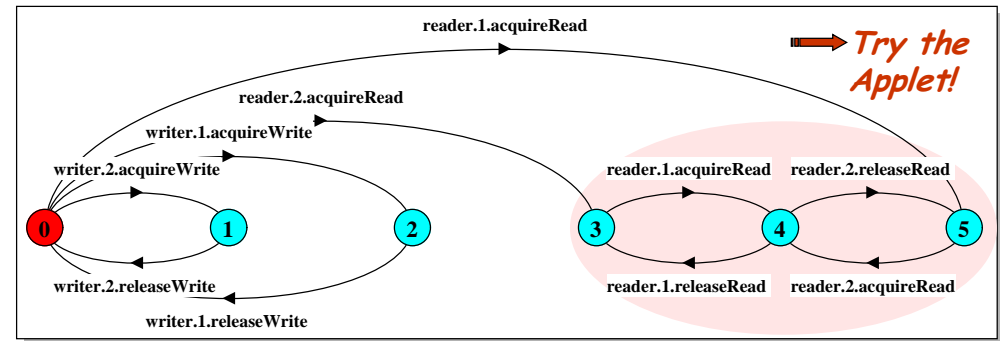 reader.1.acquireRead
Try the
Applet!
reader.2.acquireRead
writer.1.acquireWrite
writer.2.acquireWrite
reader.1.acquireRead
reader.2.releaseRead
0
1
2
3
4
5
writer.2.releaseWrite
reader.1.releaseRead
reader.2.acquireRead
writer.1.releaseWrite